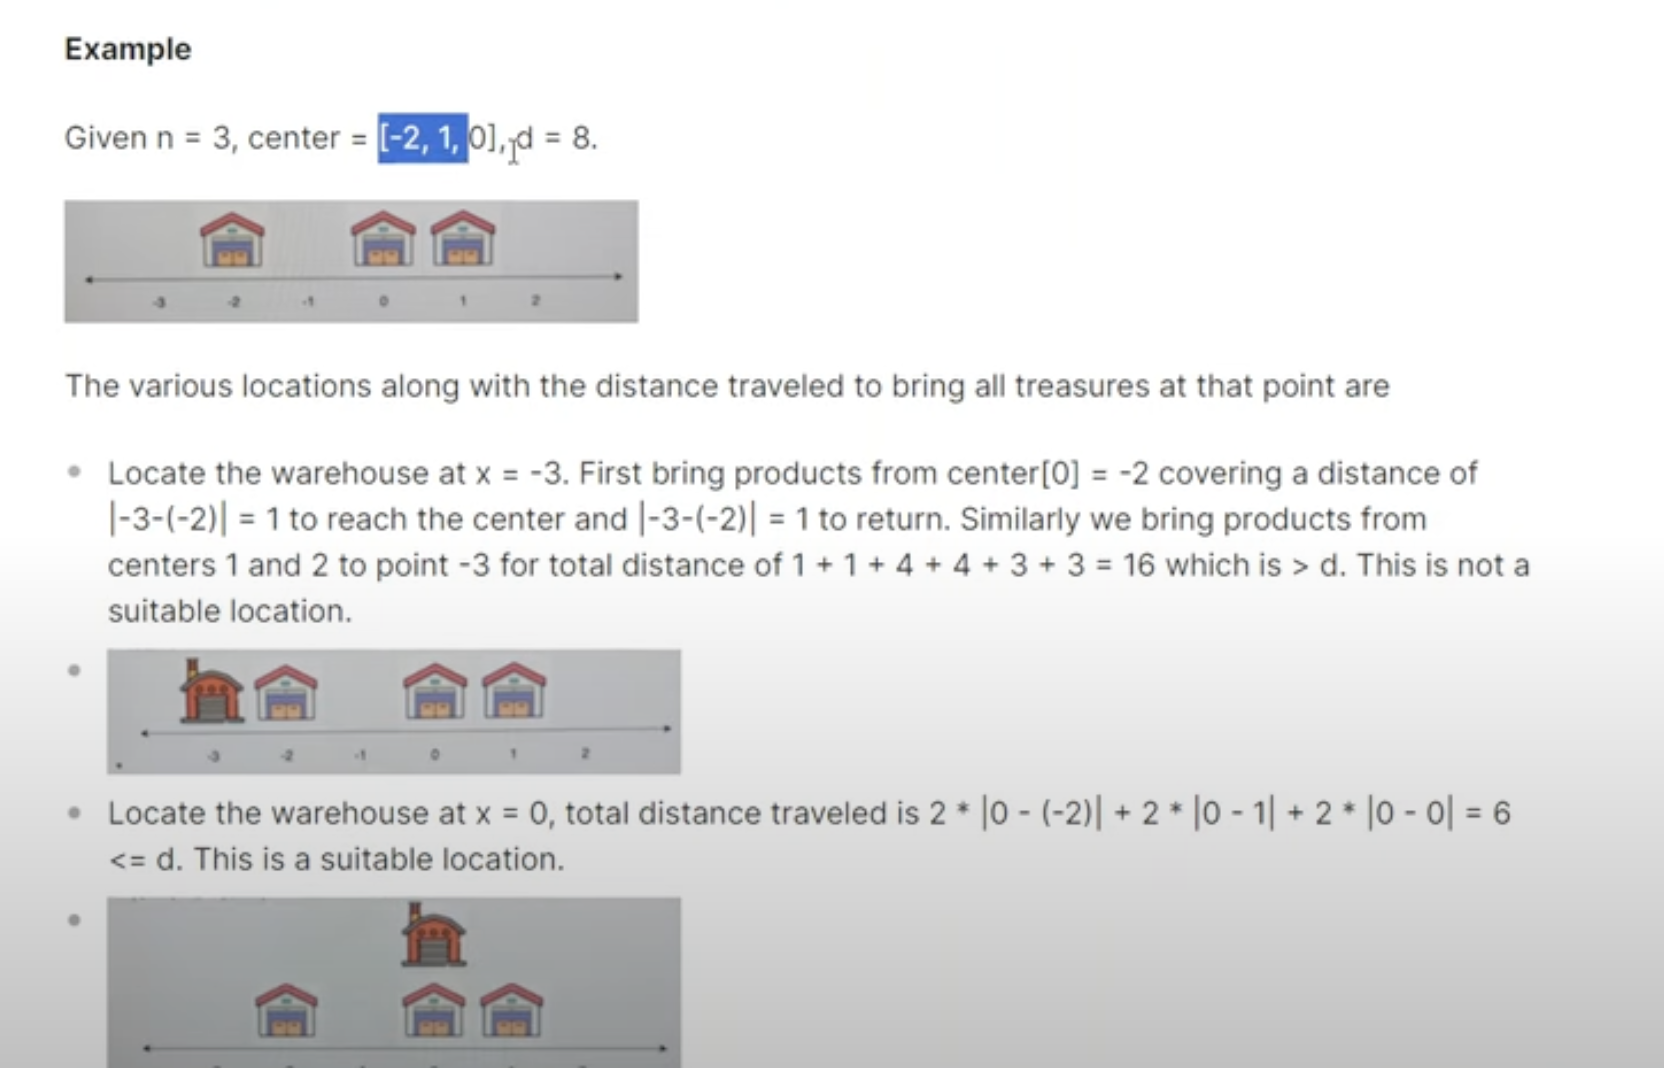 Example
Given n = 3, center = [-2, 1, 0], d = 8.
-3 -2 -1 0 1 2
The various locations along with the distance traveled to bring all treasures at that point are
Locate the warehouse at x = -3. First bring products from center[0] = -2 covering a distance of
|-3-(-2)| = 1 to reach the center and |-3-(-2)| = 1 to return. Similarly we bring products from
centers 1 and 2 to point -3 for total distance of 1 + 1 + 4 + 4 + 3 + 3 = 16 which is > d. This is not a
suitable location.
-3 -2 -1 0 1 2
Locate the warehouse at x = 0, total distance traveled is 2 * |0 - (-2)| + 2 * |0 - 1| + 2 * |0 - 0| = 6
<= d. This is a suitable location.